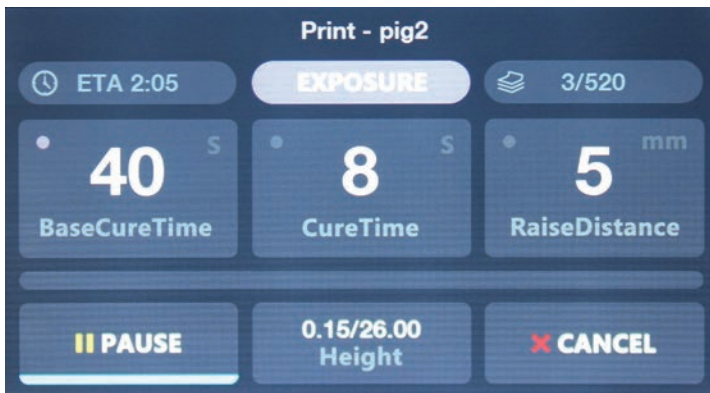 Print - pig2
ETA 2:05
EXPOSURE
3/520
40 S
BaseCureTime
8 S
CureTime
5 mm
RaiseDistance
PAUSE
0.15/26.00
Height
CANCEL